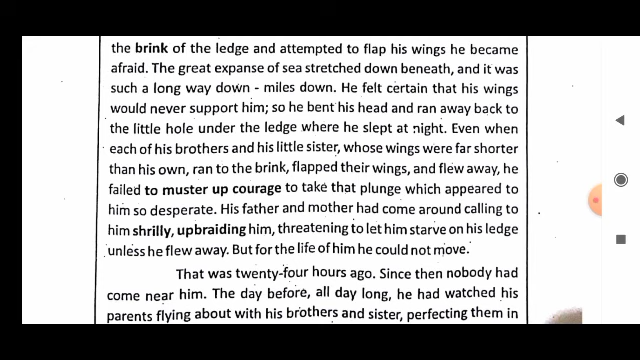 the brink of the ledge and attempted to flap his wings he became
afraid. The great expanse of sea stretched down beneath, and it was
such a long way down - miles down. He felt certain that his wings
would never support him; so he bent his head and ran away back to
the little hole under the ledge where he slept at night. Even when
each of his brothers and his little sister, whose wings were far shorter
than his own, ran to the brink, flapped their wings, and flew away, he
failed to muster up courage to take that plunge which appeared to
him so desperate. His father and mother had come around calling to
him shrilly, upbraiding him, threatening to let him starve on his ledge
unless he flew away. But for the life of him he could not move.
That was twenty-four hours ago. Since then nobody had
come near him. The day before, all day long, he had watched his
parents flying about with his brothers and sister, perfecting them in